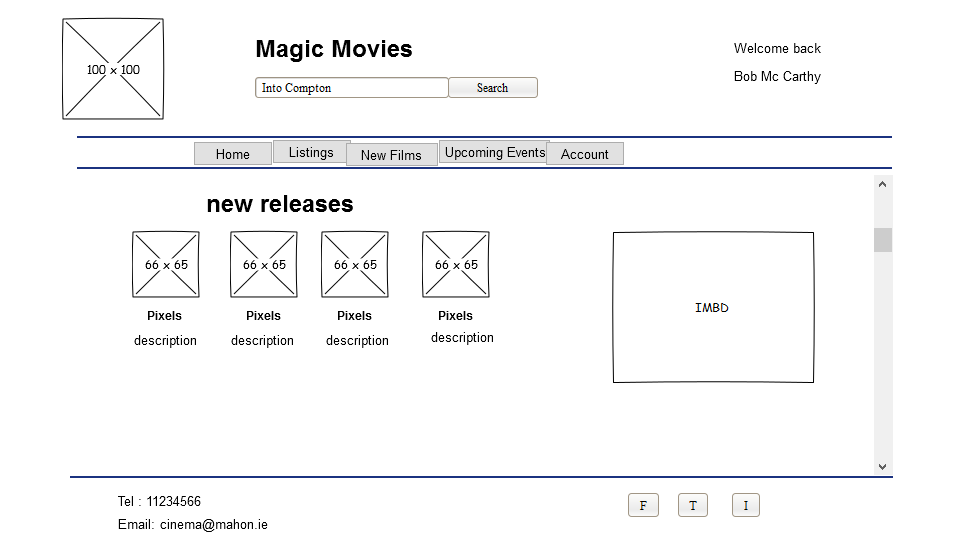 100 x 100
Magic Movies
Into Compton
Search
Welcome back
Bob Mc Carthy
Home
Listings
New Films
Upcoming Events
Account
new releases
66 x 65
66 x 65
66 x 65
66 x 65
Pixels
Pixels
Pixels
Pixels
description
description
description
description
IMBD
Tel : 11234566
Email: cinema@mahon.ie
F
T
I